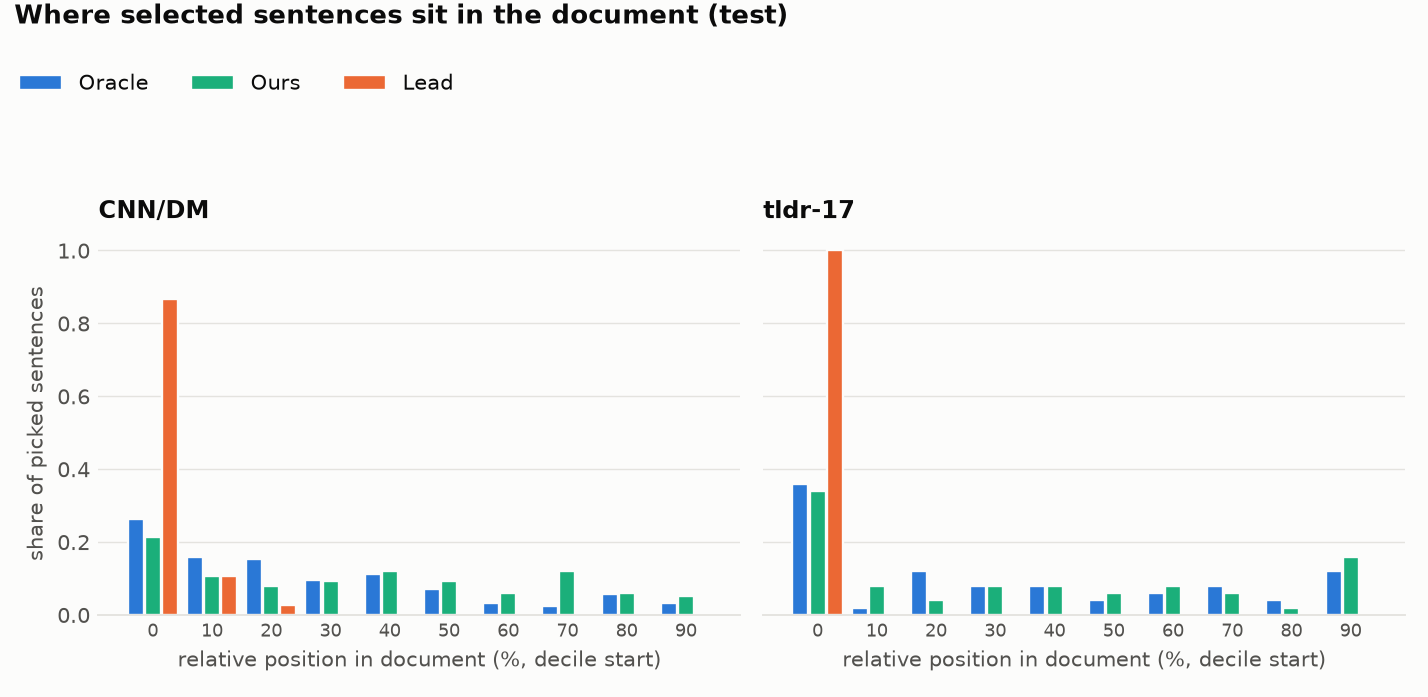 Where selected sentences sit in the document (test)
Oracle Ours Lead
CNN/DM
tldr-17
share of picked sentences
1.0
0.8
0.6
0.4
0.2
0.0
0 10 20 30 40 50 60 70 80 90
0 10 20 30 40 50 60 70 80 90
relative position in document (%, decile start)
relative position in document (%, decile start)